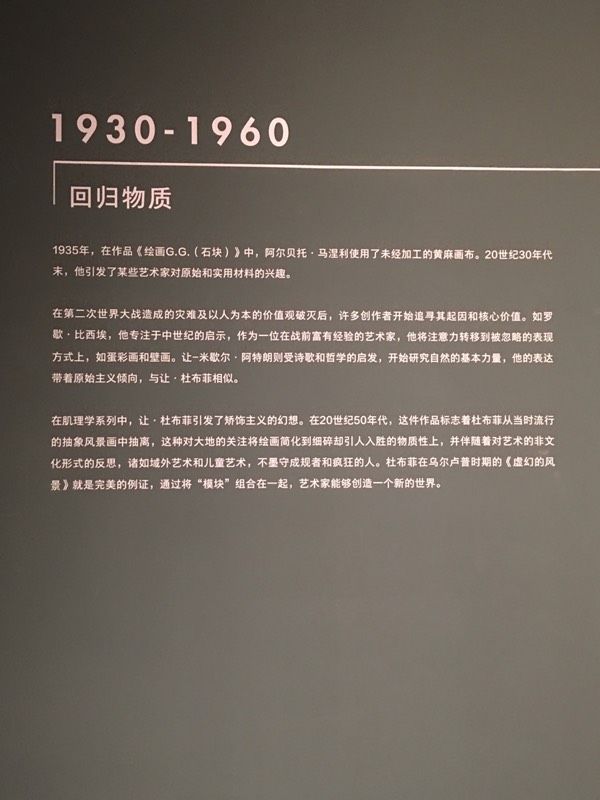 1930-1960
回归物质
1935年，在作品《绘画G.G.（石块）》中，阿尔贝托·马涅利使用了未经加工的黄麻画布。20世纪30年代
末，他引发了某些艺术家对原始和实用材料的兴趣。
在第二次世界大战造成的灾难及以人为本的价值观破灭后，许多创作者开始追寻其起因和核心价值。如罗
歇·比西埃，他专注于中世纪的启示，作为一位在战前富有经验的艺术家，他将注意力转移到被忽略的表现
方式上，如蛋彩画和壁画。让-米歇尔·阿特朗则受诗歌和哲学的启发，开始研究自然的基本力量，他的表达
带着原始主义倾向，与让·杜布菲相似。
在肌理学系列中，让·杜布菲引发了矫饰主义的幻想。在20世纪50年代，这件作品标志着杜布菲从当时流行
的抽象风景画中抽离，这种对大地的关注将绘画简化到细碎却引人入胜的物质性上，并伴随着对艺术的非文
化形式的反思，诸如域外艺术和儿童艺术，不墨守成规者和疯狂的人。杜布菲在乌尔卢普时期的《虚幻的风
景》就是完美的例证，通过将“模块”组合在一起，艺术家能够创造一个新的世界。